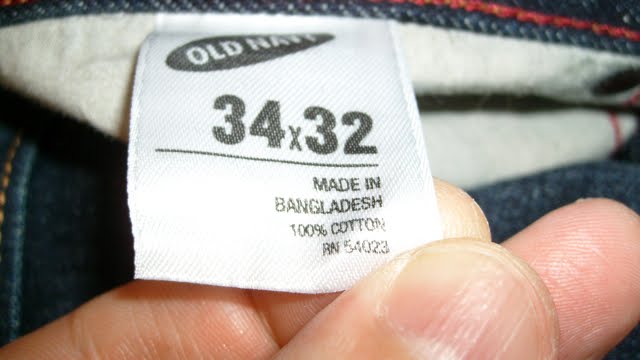 OLD NAVY
34x32
MADE IN
BANGLADESH
100% COTTON
RN 54023